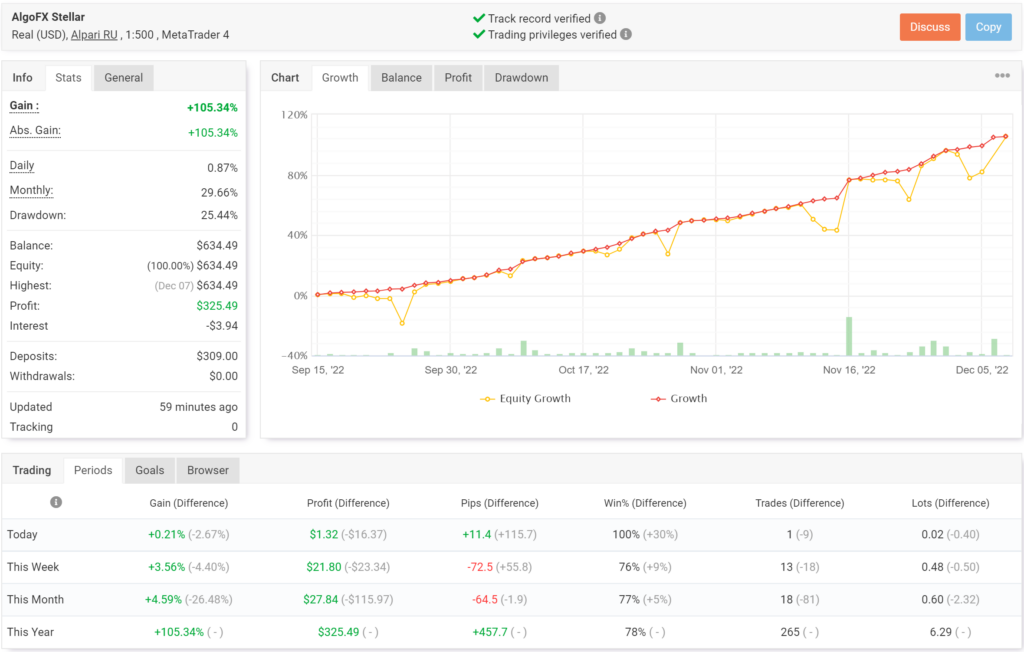 AlgoFX Stellar
Real (USD), Alpari RU , 1:500 , MetaTrader 4
Track record verified
Trading privileges verified
Discuss
Copy
Info Stats General
Gain : +105.34%
Abs. Gain: +105.34%
Daily 0.87%
Monthly: 29.66%
Drawdown: 25.44%
Balance: $634.49
Equity: (100.00%) $634.49
Highest: (Dec 07) $634.49
Profit: $325.49
Interest -$3.94
Deposits: $309.00
Withdrawals: $0.00
Updated 59 minutes ago
Tracking 0
Chart Growth Balance Profit Drawdown
120%
80%
40%
0%
-40%
Sep 15, '22 Sep 30, '22 Oct 17, '22 Nov 01, '22 Nov 16, '22 Dec 05, '22
Equity Growth Growth
Trading Periods Goals Browser
Gain (Difference) Profit (Difference) Pips (Difference) Win% (Difference) Trades (Difference) Lots (Difference)
Today +0.21% (-2.67%) $1.32 (-$16.37) +11.4 (+115.7) 100% (+30%) 1 (-9) 0.02 (-0.40)
This Week +3.56% (-4.40%) $21.80 (-$23.34) -72.5 (+55.8) 76% (+9%) 13 (-18) 0.48 (-0.50)
This Month +4.59% (-26.48%) $27.84 (-$115.97) -64.5 (-1.9) 77% (+5%) 18 (-81) 0.60 (-2.32)
This Year +105.34% ( - ) $325.49 ( - ) +457.7 ( - ) 78% ( - ) 265 ( - ) 6.29 ( - )